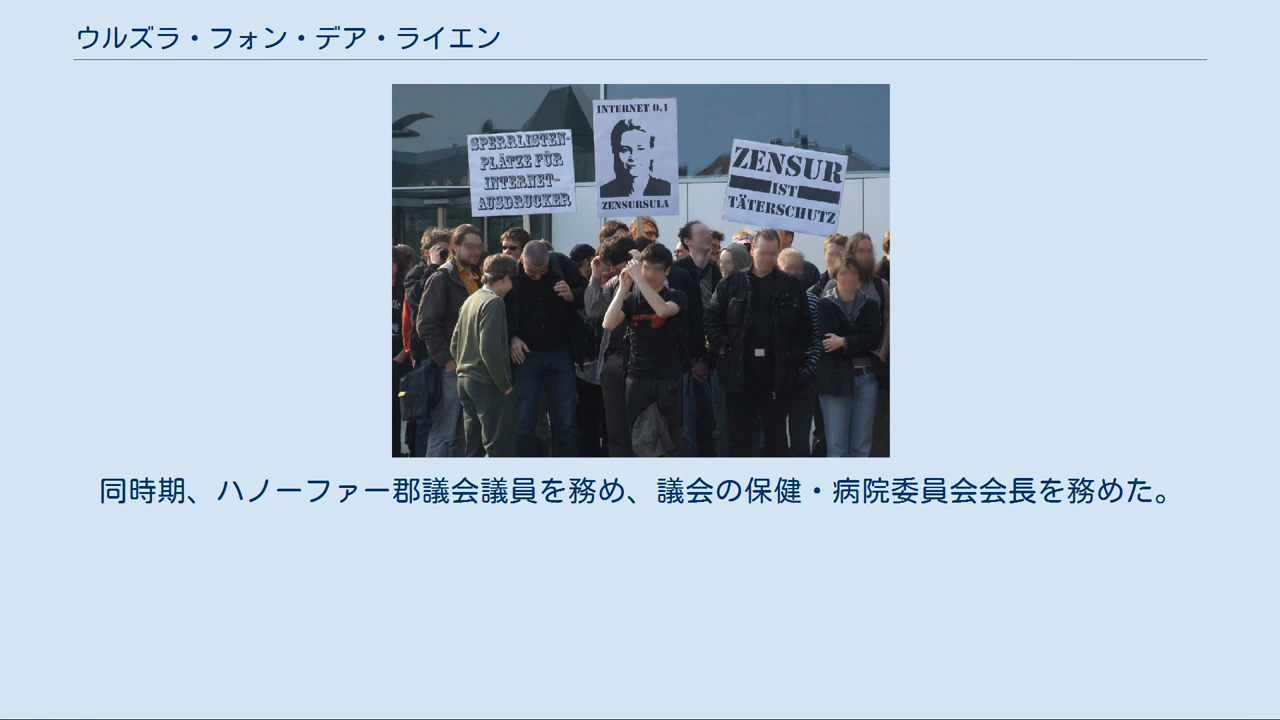 ウルズラ・フォン・デア・ライエン
INTERNET 0.1
SPERRLISTEN-
PLÄTZE FÜR
INTERNET-
AUSDRUCKER
ZENSURSULA
ZENSUR
IST
TÄTERSCHUTZ
同時期、ハノーファー郡議会議員を務め、議会の保健・病院委員会会長を務めた。